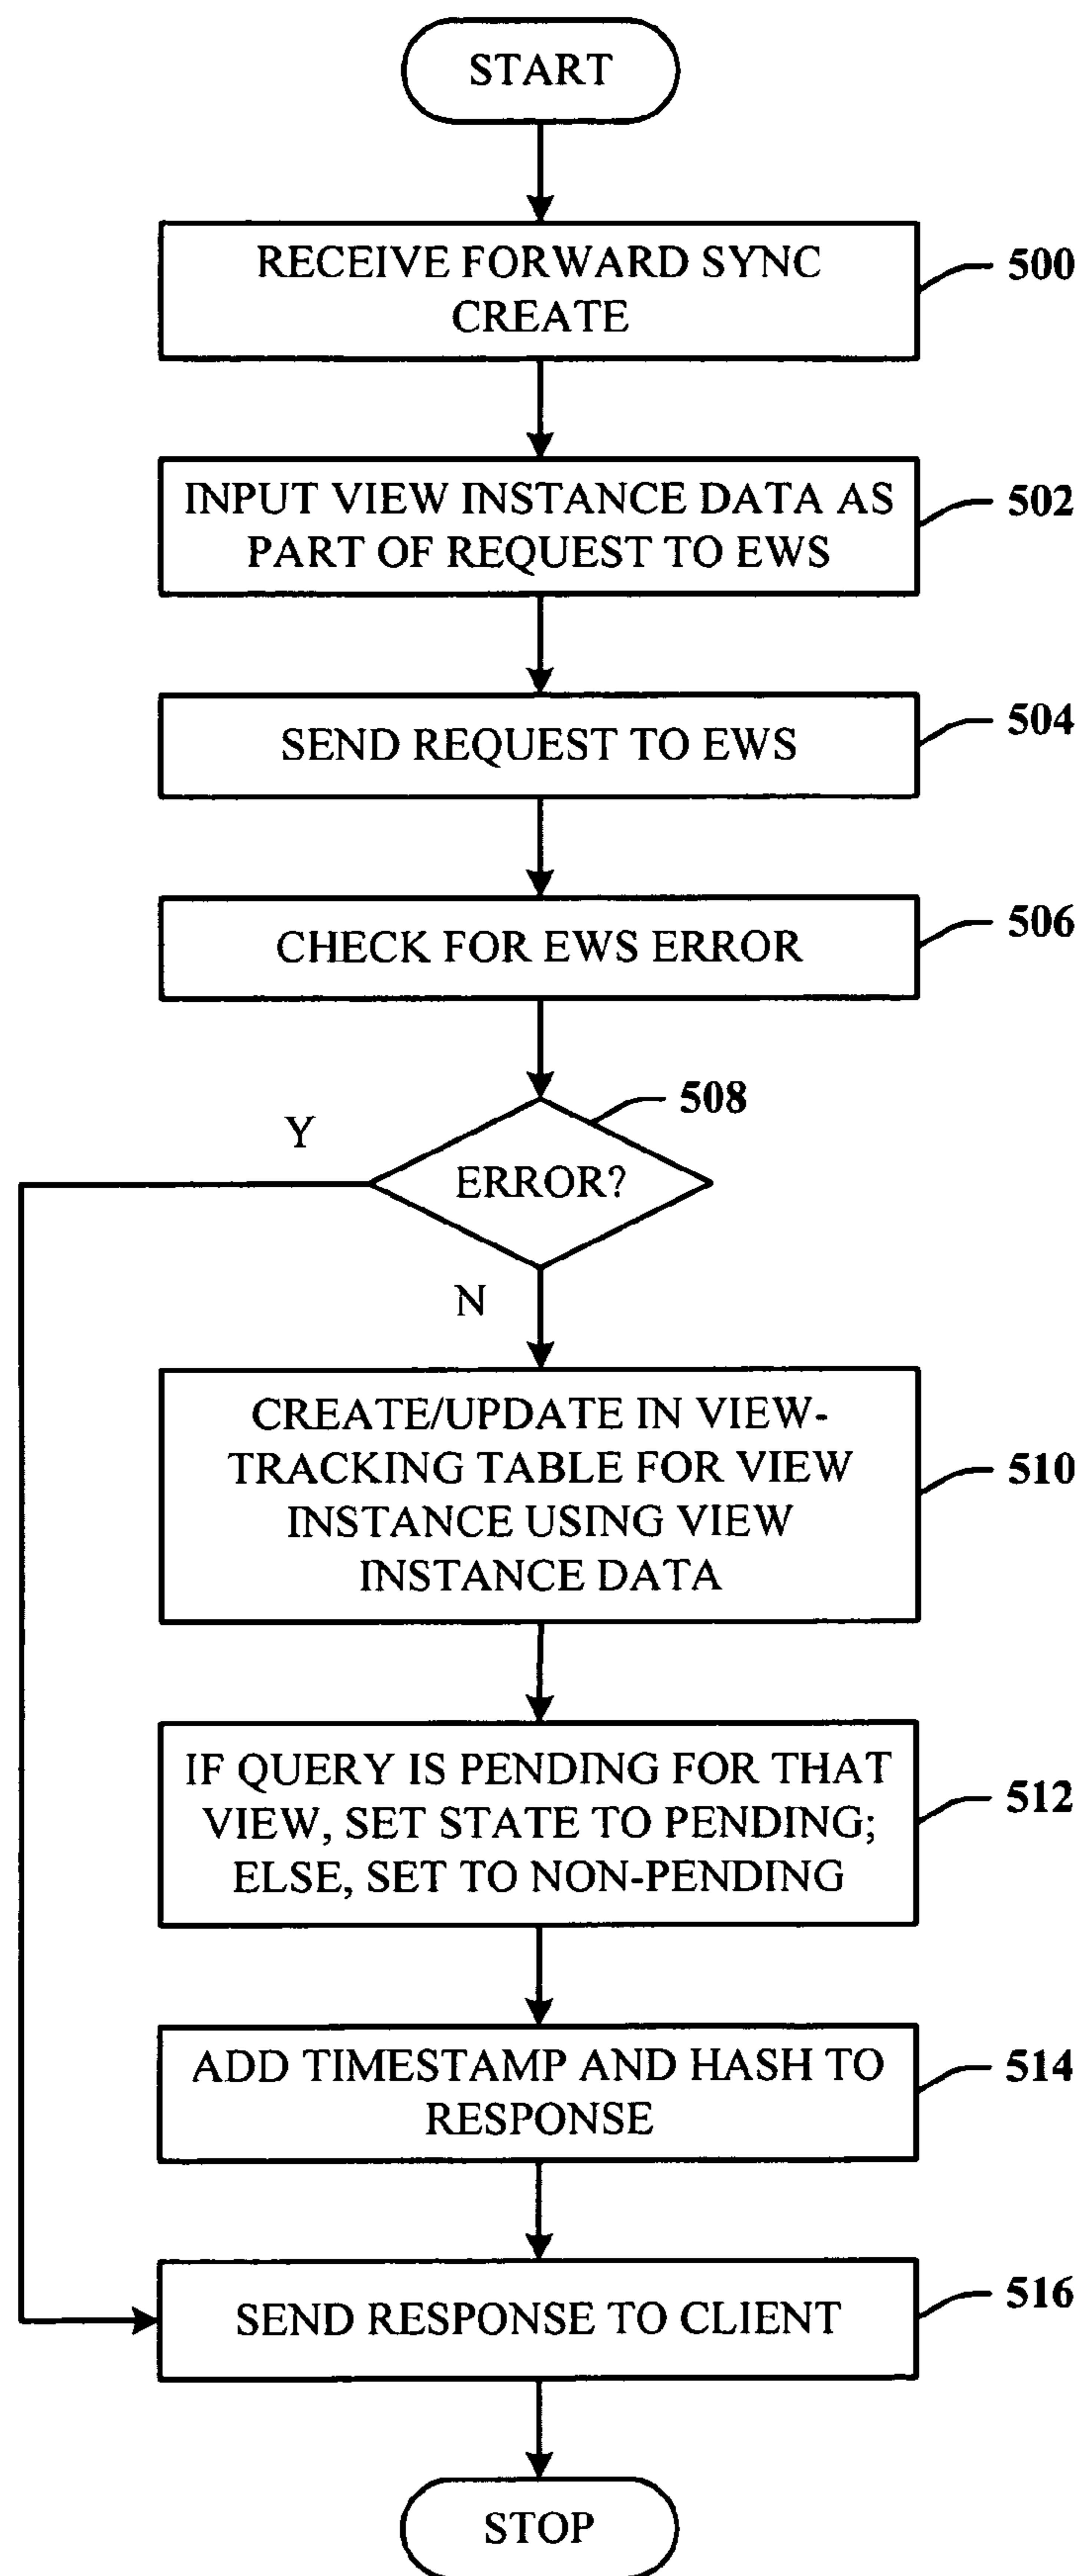 START
RECEIVE FORWARD SYNC
CREATE
500
INPUT VIEW INSTANCE DATA AS
PART OF REQUEST TO EWS
502
SEND REQUEST TO EWS
504
CHECK FOR EWS ERROR
506
508
Y
ERROR?
N
CREATE/UPDATE IN VIEW-
TRACKING TABLE FOR VIEW
INSTANCE USING VIEW
INSTANCE DATA
510
IF QUERY IS PENDING FOR THAT
VIEW, SET STATE TO PENDING;
ELSE, SET TO NON-PENDING
512
ADD TIMESTAMP AND HASH TO
RESPONSE
514
SEND RESPONSE TO CLIENT
516
STOP